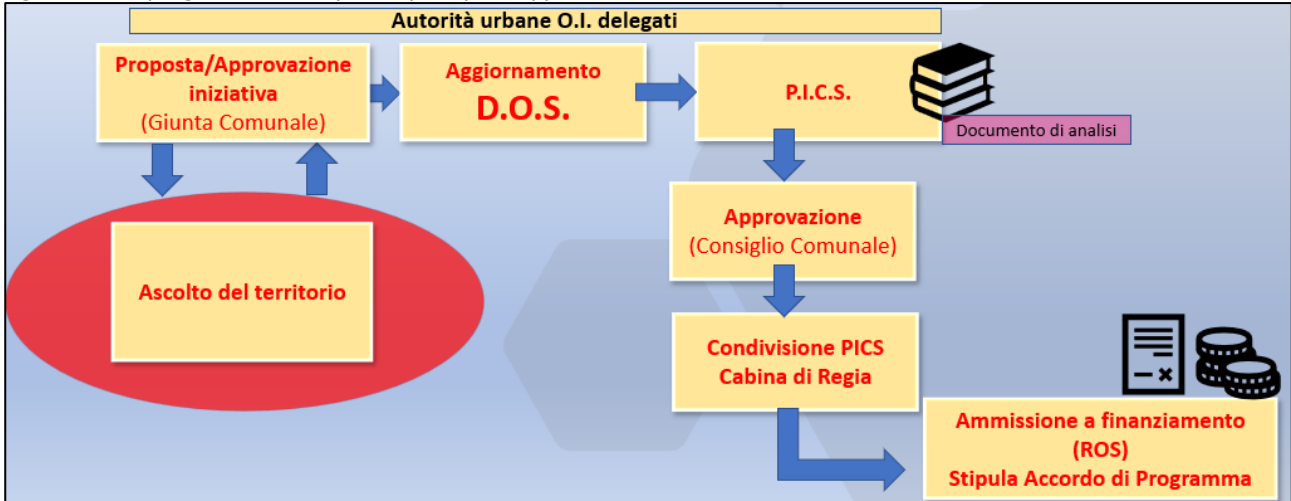 Autorità urbane O.I. delegati
Proposta/Approvazione
iniziativa
(Giunta Comunale)
Aggiornamento
D.O.S.
P.I.C.S.
Documento di analisi
Approvazione
(Consiglio Comunale)
Ascolto del territorio
Condivisione PICS
Cabina di Regia
Ammissione a finanziamento
(ROS)
Stipula Accordo di Programma